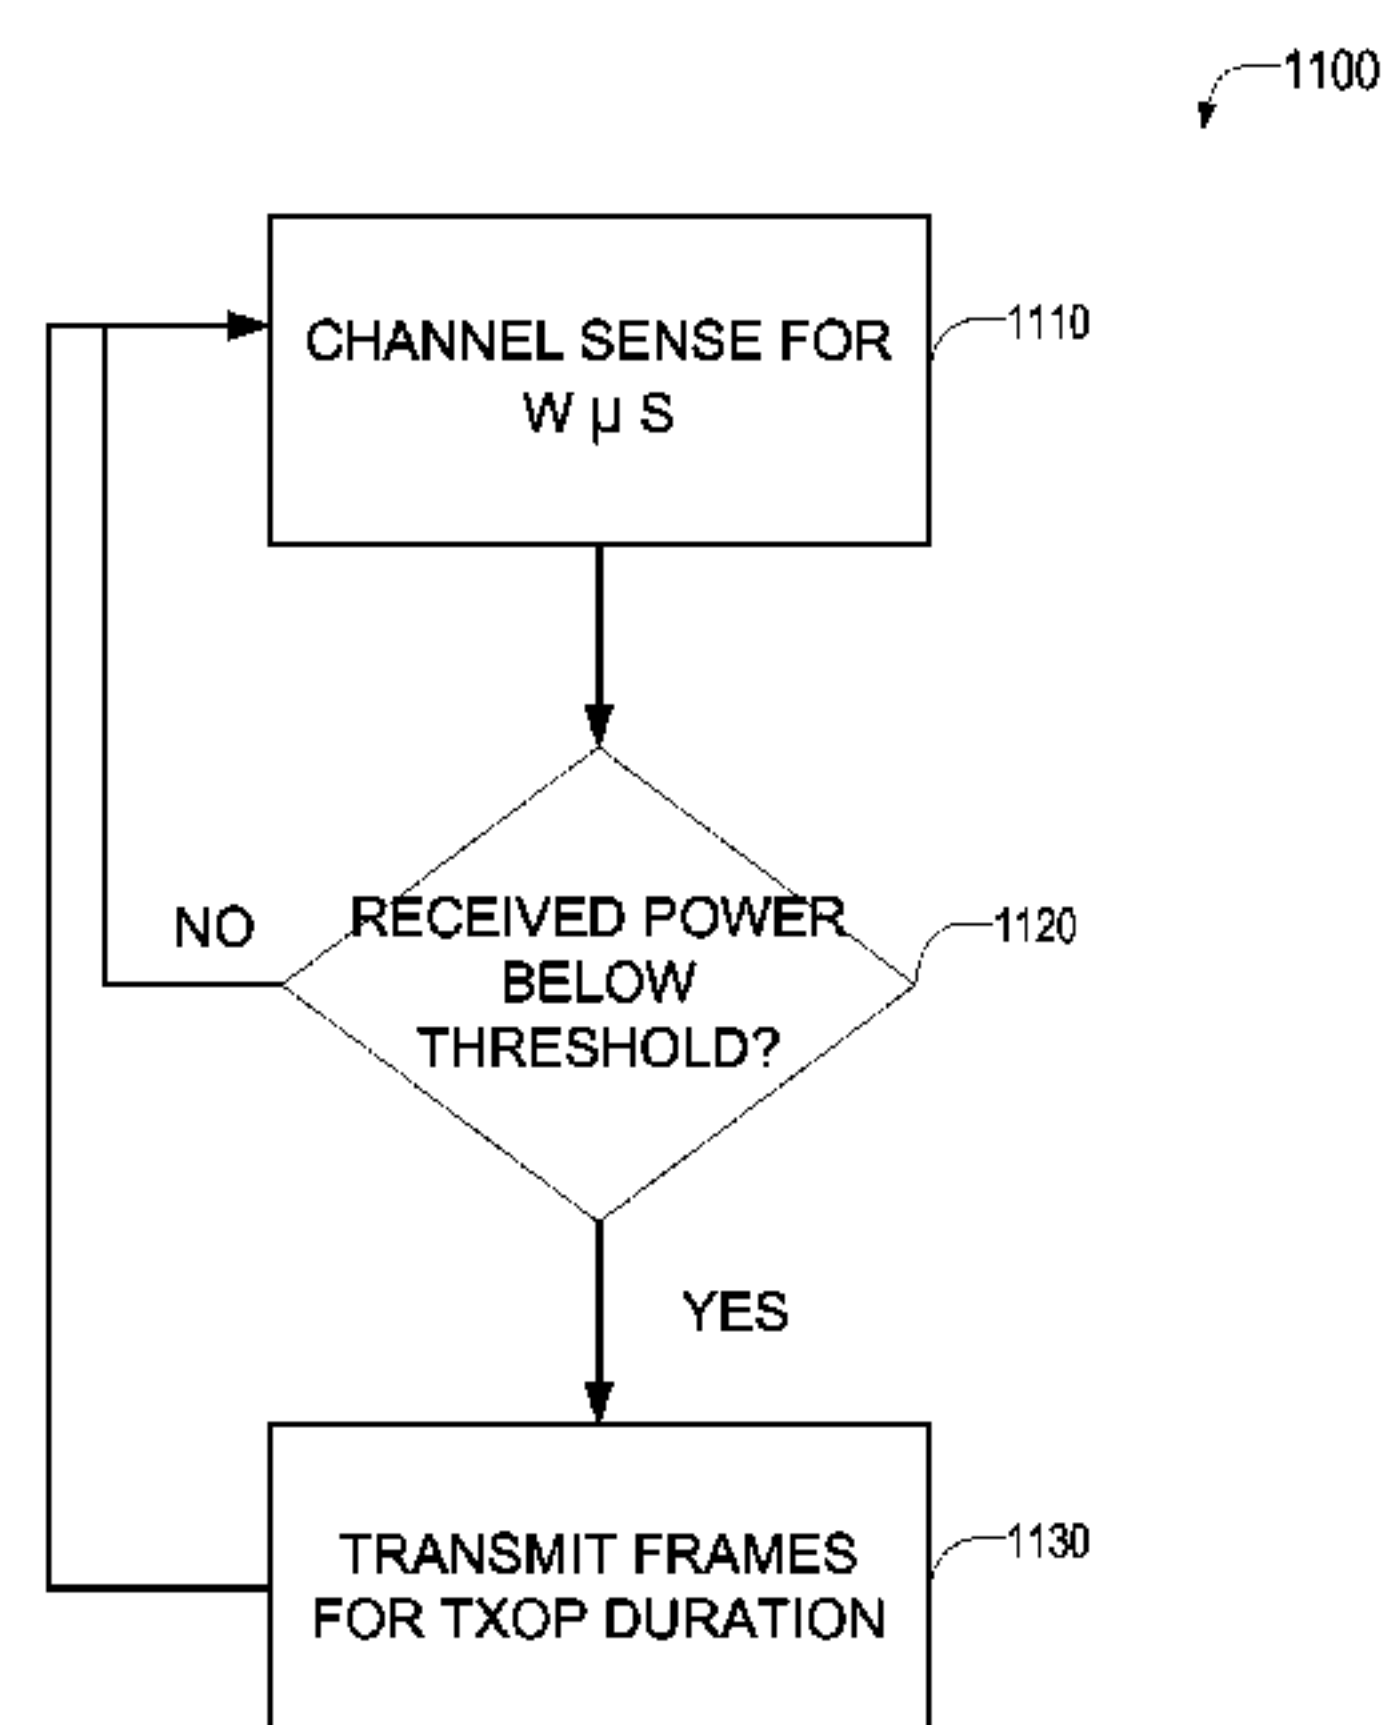 1100
CHANNEL SENSE FOR
W µ S
1110
NO
RECEIVED POWER
BELOW
THRESHOLD?
1120
YES
TRANSMIT FRAMES
FOR TXOP DURATION
1130